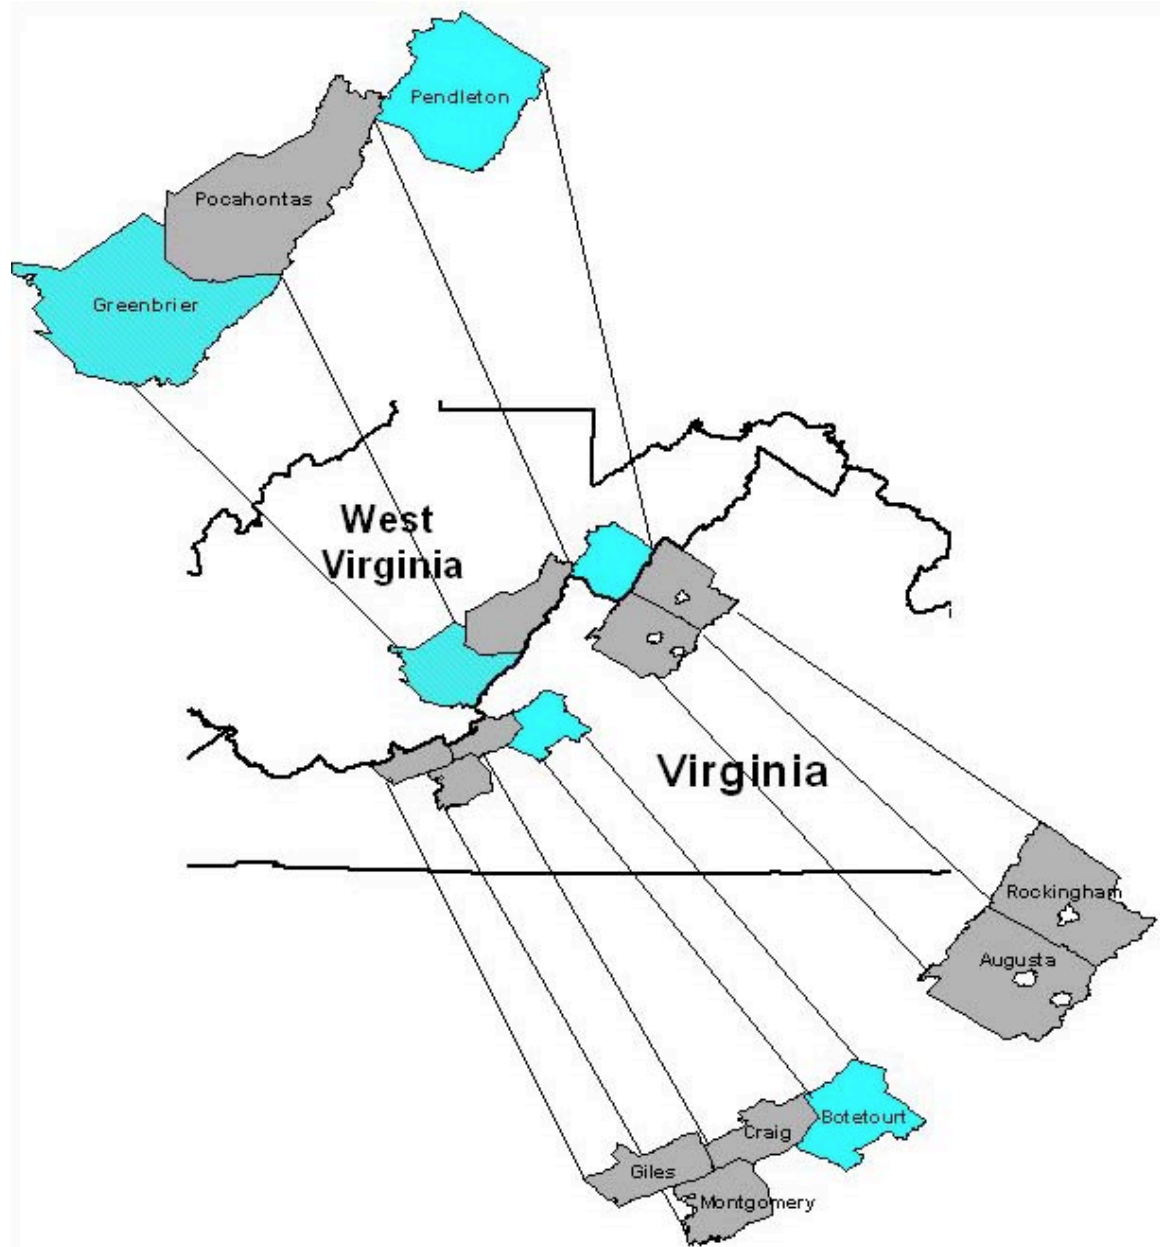 Pendleton
Pocahontas
Greenbrier
West
Virginia
Virginia
Rockingham
Augusta
Botetourt
Craig
Giles
Montgomery